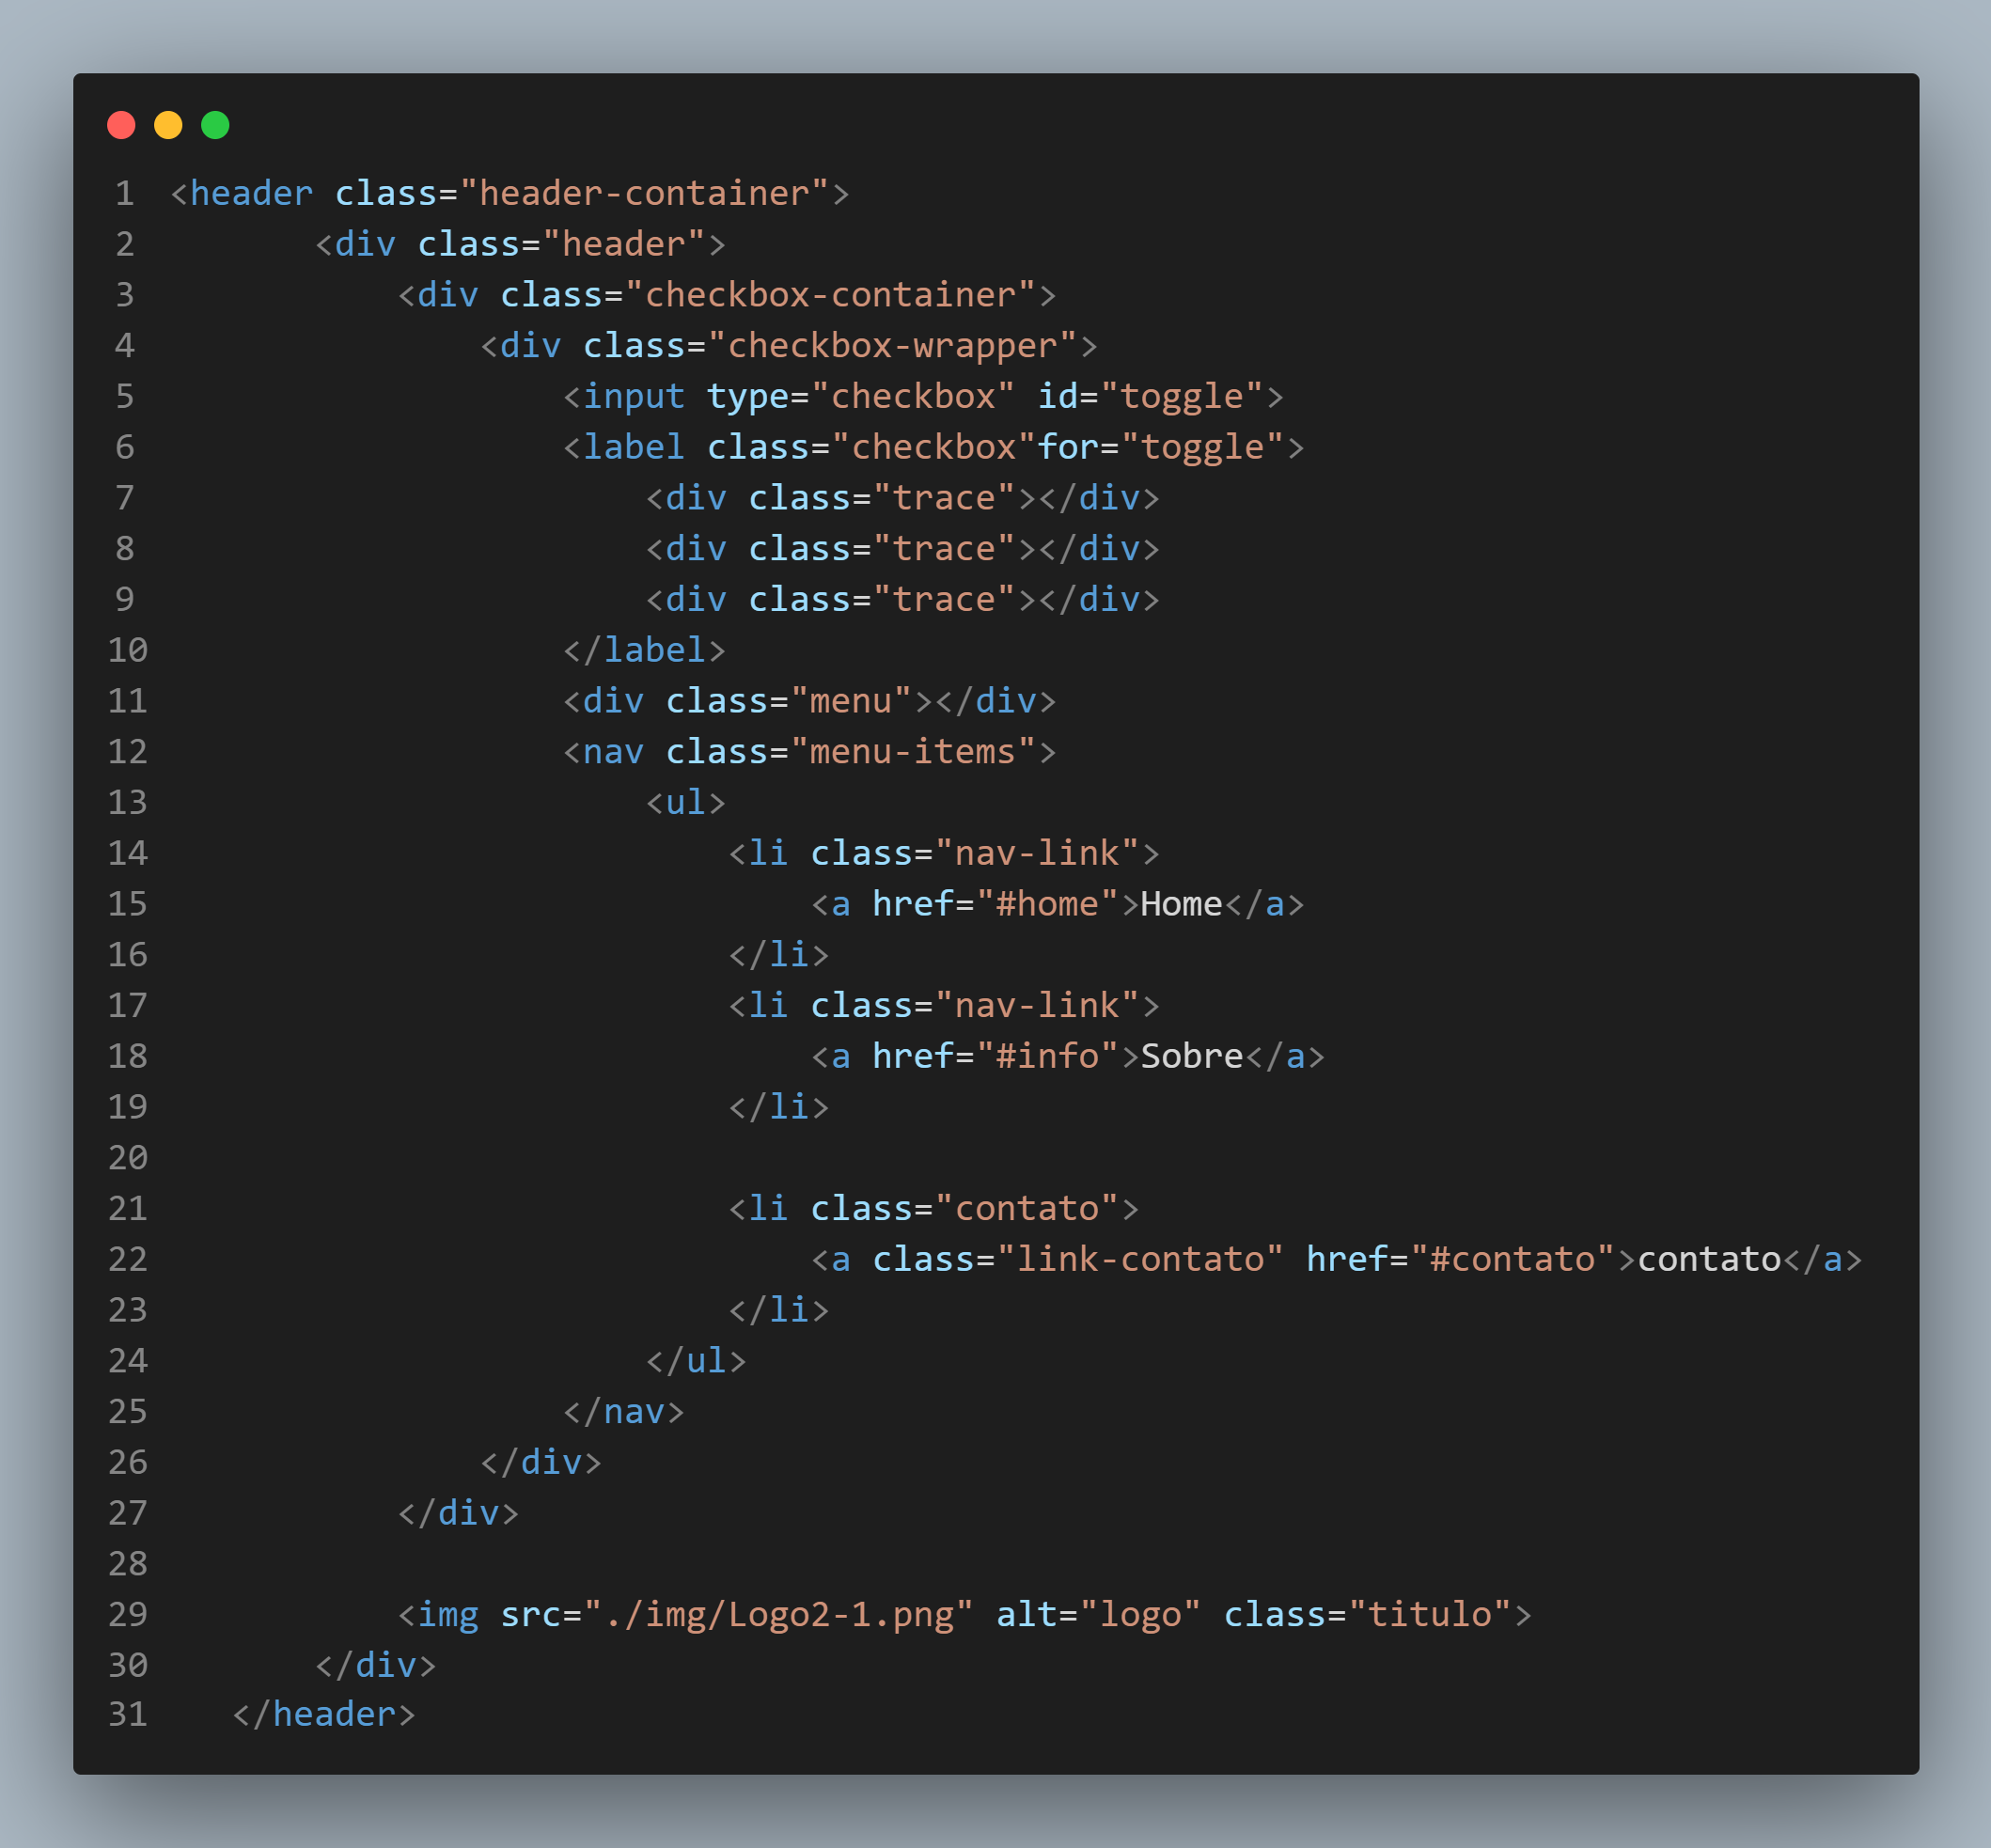 1 <header class="header-container">
2 <div class="header">
3 <div class="checkbox-container">
4 <div class="checkbox-wrapper">
5 <input type="checkbox" id="toggle">
6 <label class="checkbox"for="toggle">
7 <div class="trace"></div>
8 <div class="trace"></div>
9 <div class="trace"></div>
10 </label>
11 <div class="menu"></div>
12 <nav class="menu-items">
13 <ul>
14 <li class="nav-link">
15 <a href="#home">Home</a>
16 </li>
17 <li class="nav-link">
18 <a href="#info">Sobre</a>
19 </li>
20
21 <li class="contato">
22 <a class="link-contato" href="#contato">contato</a>
23 </li>
24 </ul>
25 </nav>
26 </div>
27 </div>
28
29 <img src="./img/Logo2-1.png" alt="logo" class="titulo">
30 </div>
31 </header>